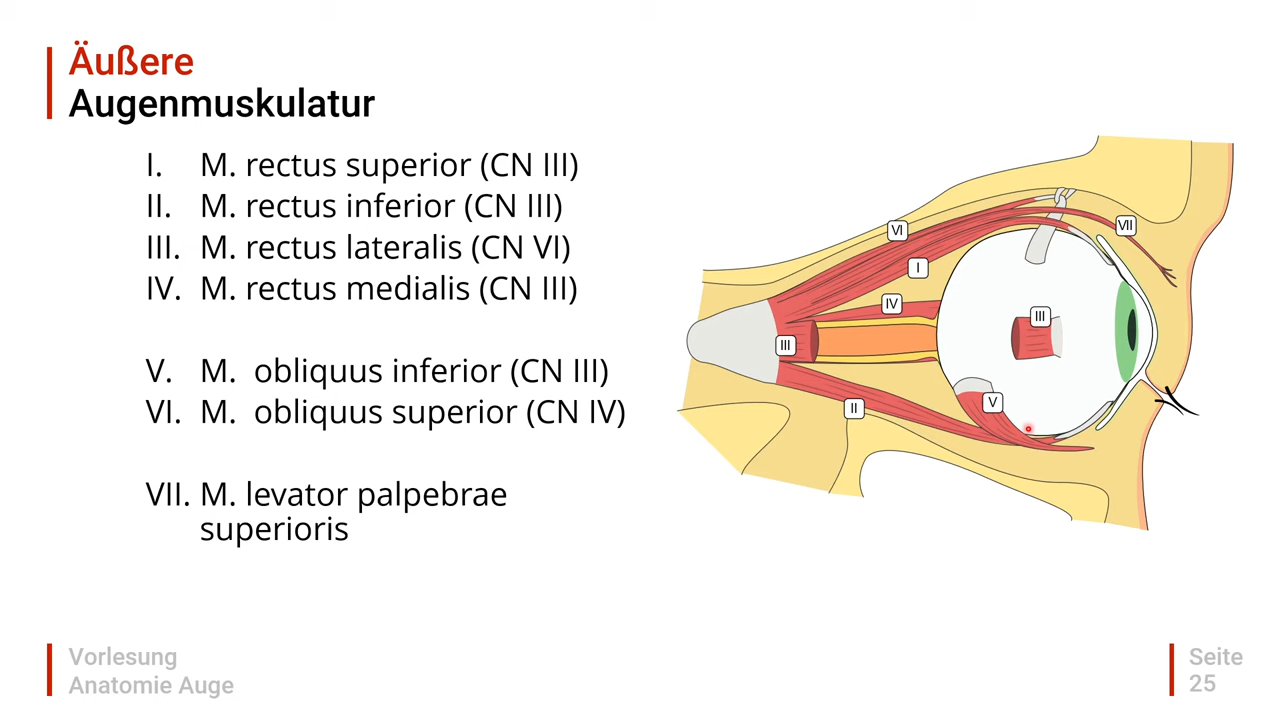 Äußere
Augenmuskulatur
I. M. rectus superior (CN III)
II. M. rectus inferior (CN III)
III. M. rectus lateralis (CN VI)
IV. M. rectus medialis (CN III)
V. M. obliquus inferior (CN III)
VI. M. obliquus superior (CN IV)
VII. M. levator palpebrae
superioris
VI
VII
I
IV
III
III
V
II
Vorlesung
Anatomie Auge
Seite
25